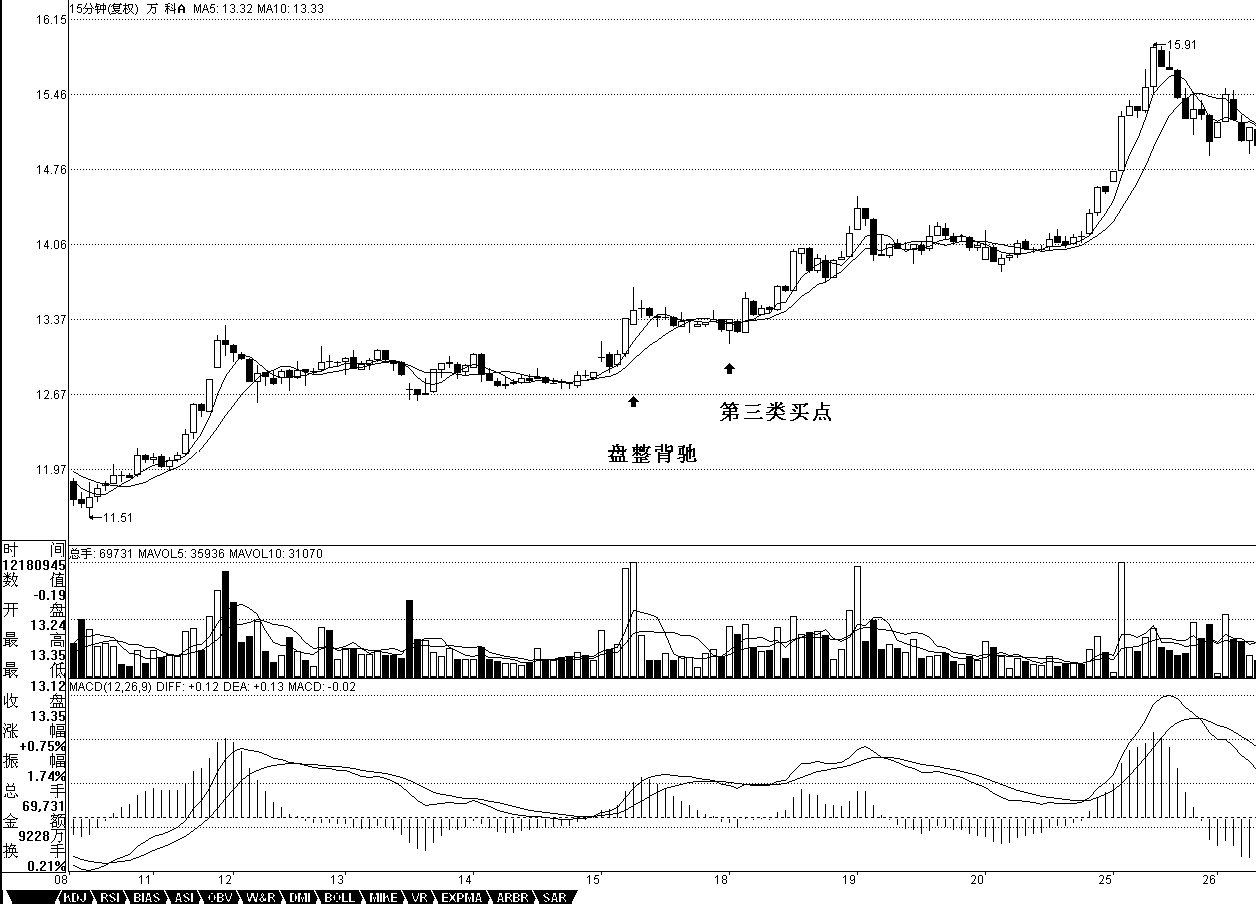 15分钟(复权) 万 科A MA5: 13.32 MA10: 13.33
16.15
15.91
15.46
14.76
14.06
13.37
12.67
第三类买点
盘整背驰
11.97
11.51
总手: 69731 MAVOL5: 35936 MAVOL10: 31070
时 间
12180945
数 值
-0.19
开 盘
13.24
最 高
13.35
最 低
13.12
收 盘
13.35
涨 幅
+0.75%
振 幅
1.74%
总 手
69,731
金 额
9228万
换 手
0.21%
MACD(12,26,9) DIFF: +0.12 DEA: +0.13 MACD: -0.02
08 11 12 13 14 15 18 19 20 25 26
KDJ RSI BIAS ASI OBV W&R DMI BOLL MIKE VR EXPMA ARBR SAR